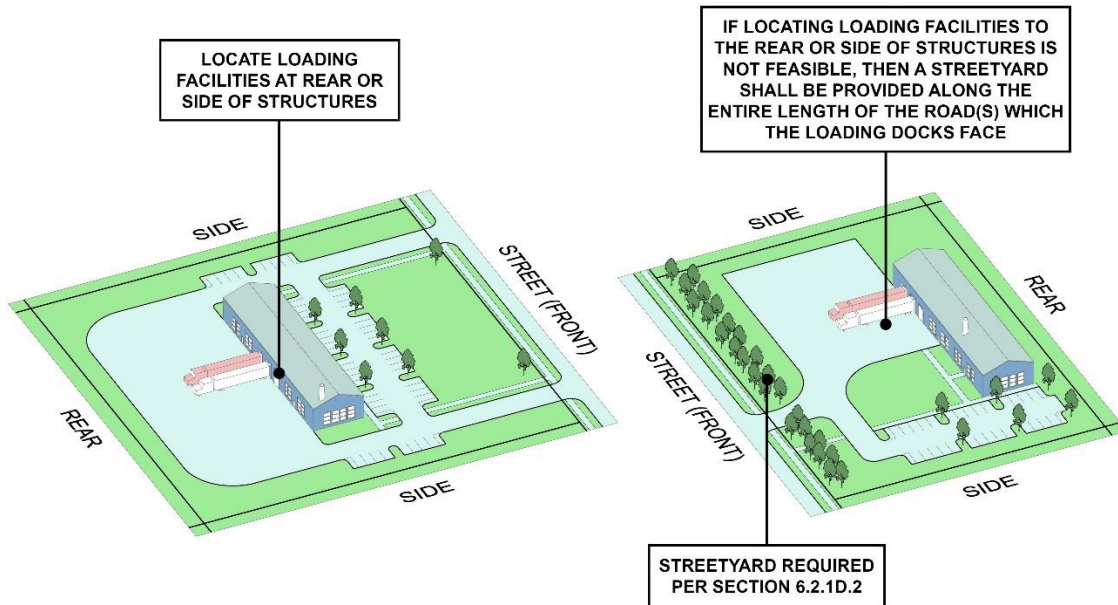 LOCATE LOADING
FACILITIES AT REAR OR
SIDE OF STRUCTURES
IF LOCATING LOADING FACILITIES TO
THE REAR OR SIDE OF STRUCTURES IS
NOT FEASIBLE, THEN A STREETYARD
SHALL BE PROVIDED ALONG THE
ENTIRE LENGTH OF THE ROAD(S) WHICH
THE LOADING DOCKS FACE
SIDE
STREET (FRONT)
REAR
SIDE
SIDE
REAR
STREET (FRONT)
SIDE
STREETYARD REQUIRED
PER SECTION 6.2.1D.2